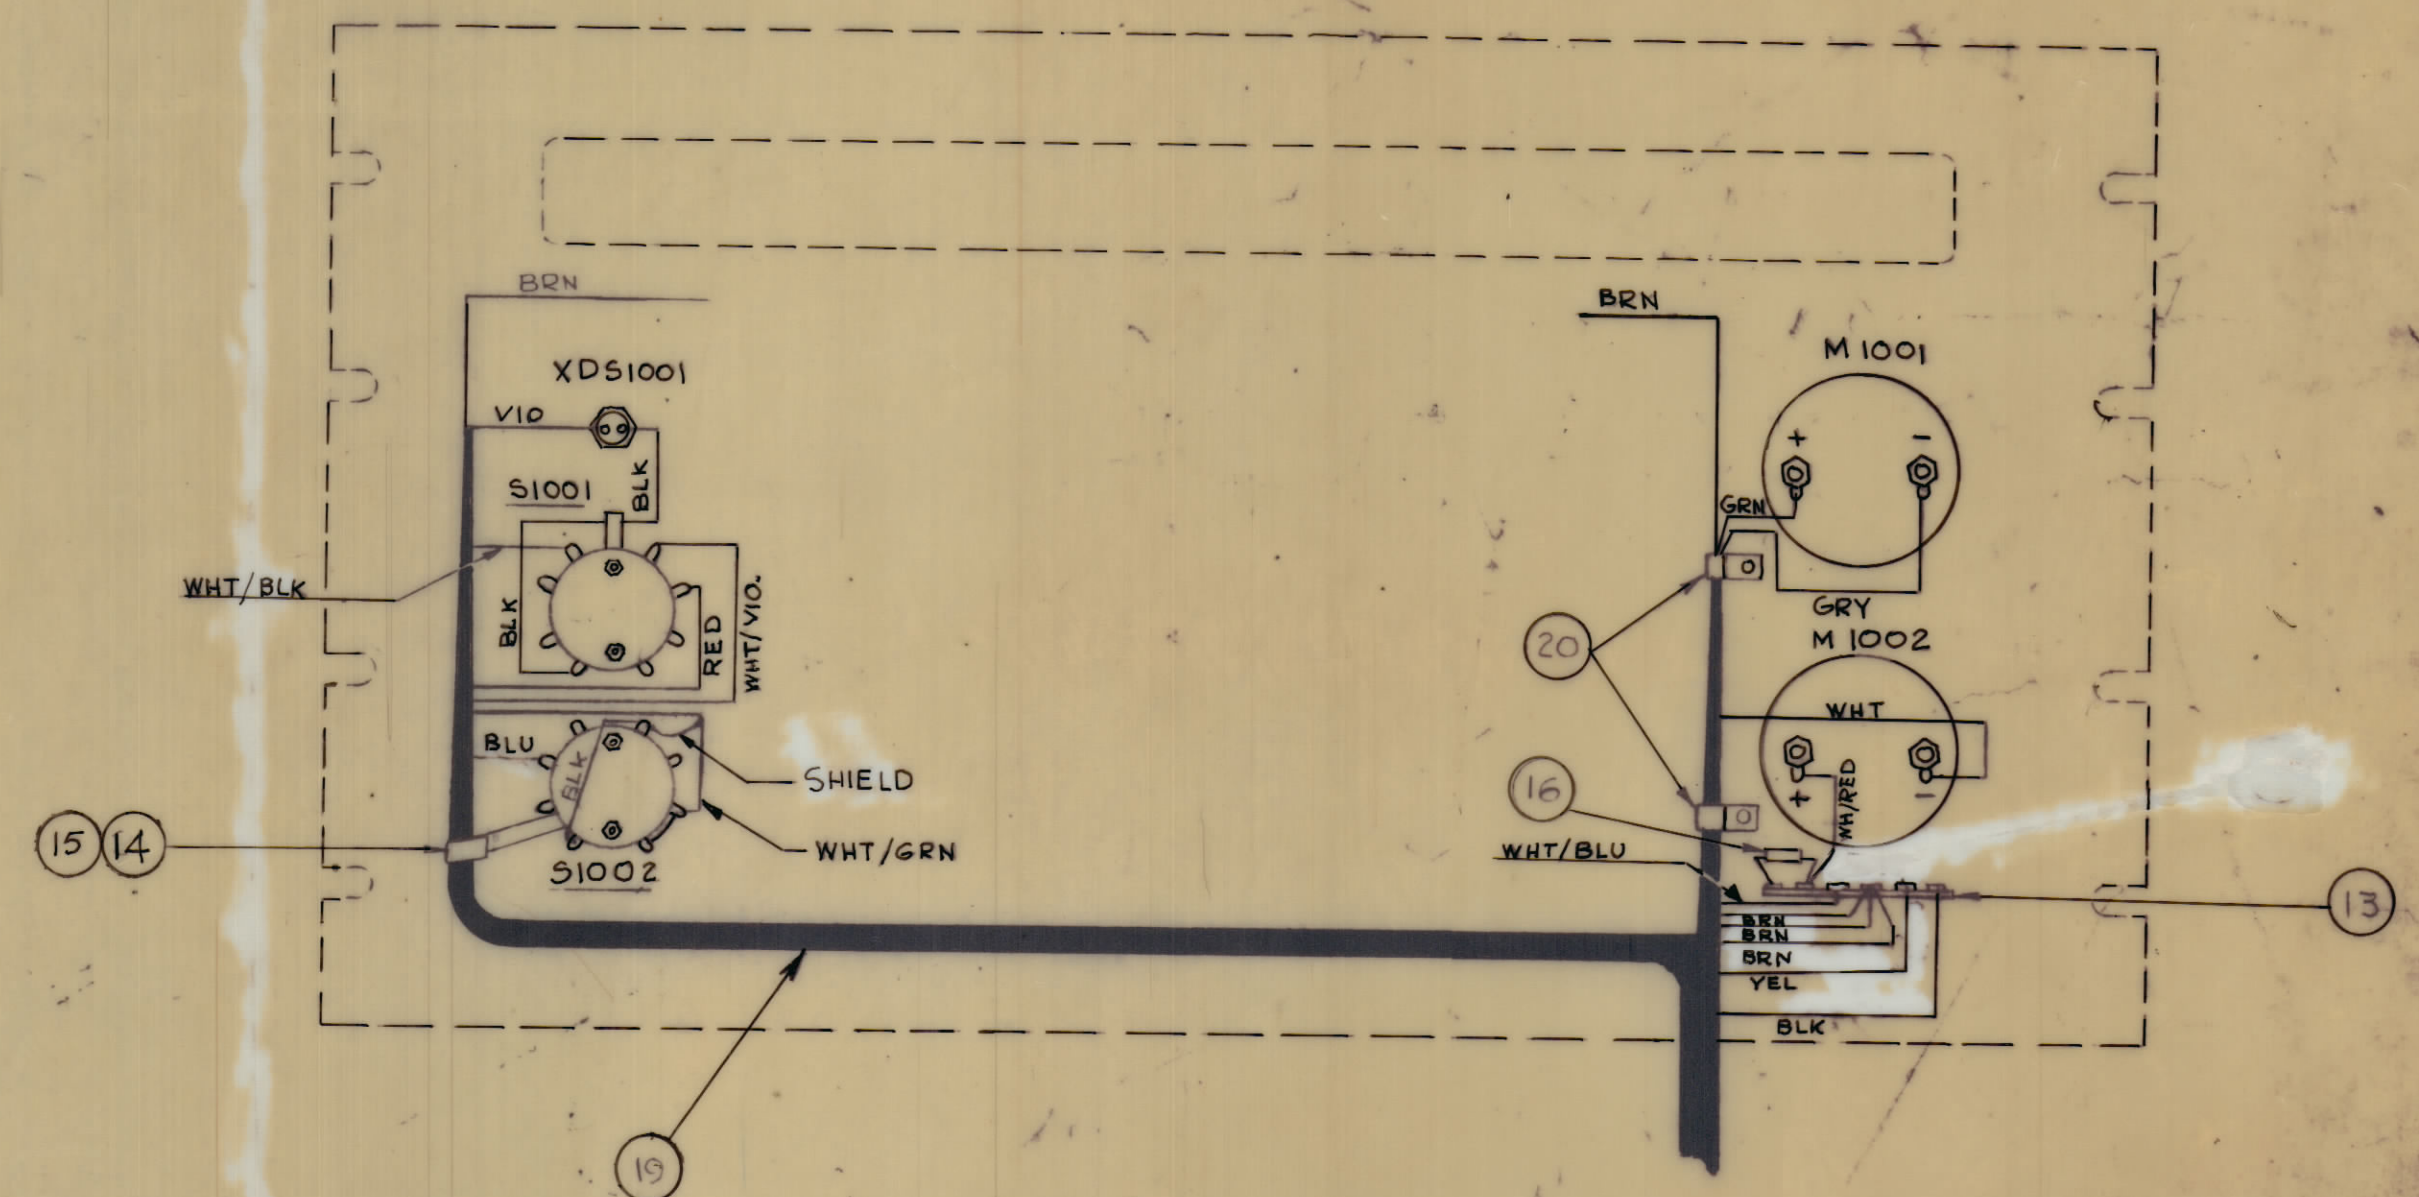 BRN
BRN
M 1001
XDS1001
VIO
+
-
BLK
S1001
GRN
WHT/BLK
BLK
RED
WHT/VIO.
GRY
M 1002
20
WHT
BLU
BLK
SHIELD
16
WH/RED
+
-
15
14
WHT/GRN
WHT/BLU
S1002
13
BRN
BRN
BRN
YEL
BLK
19